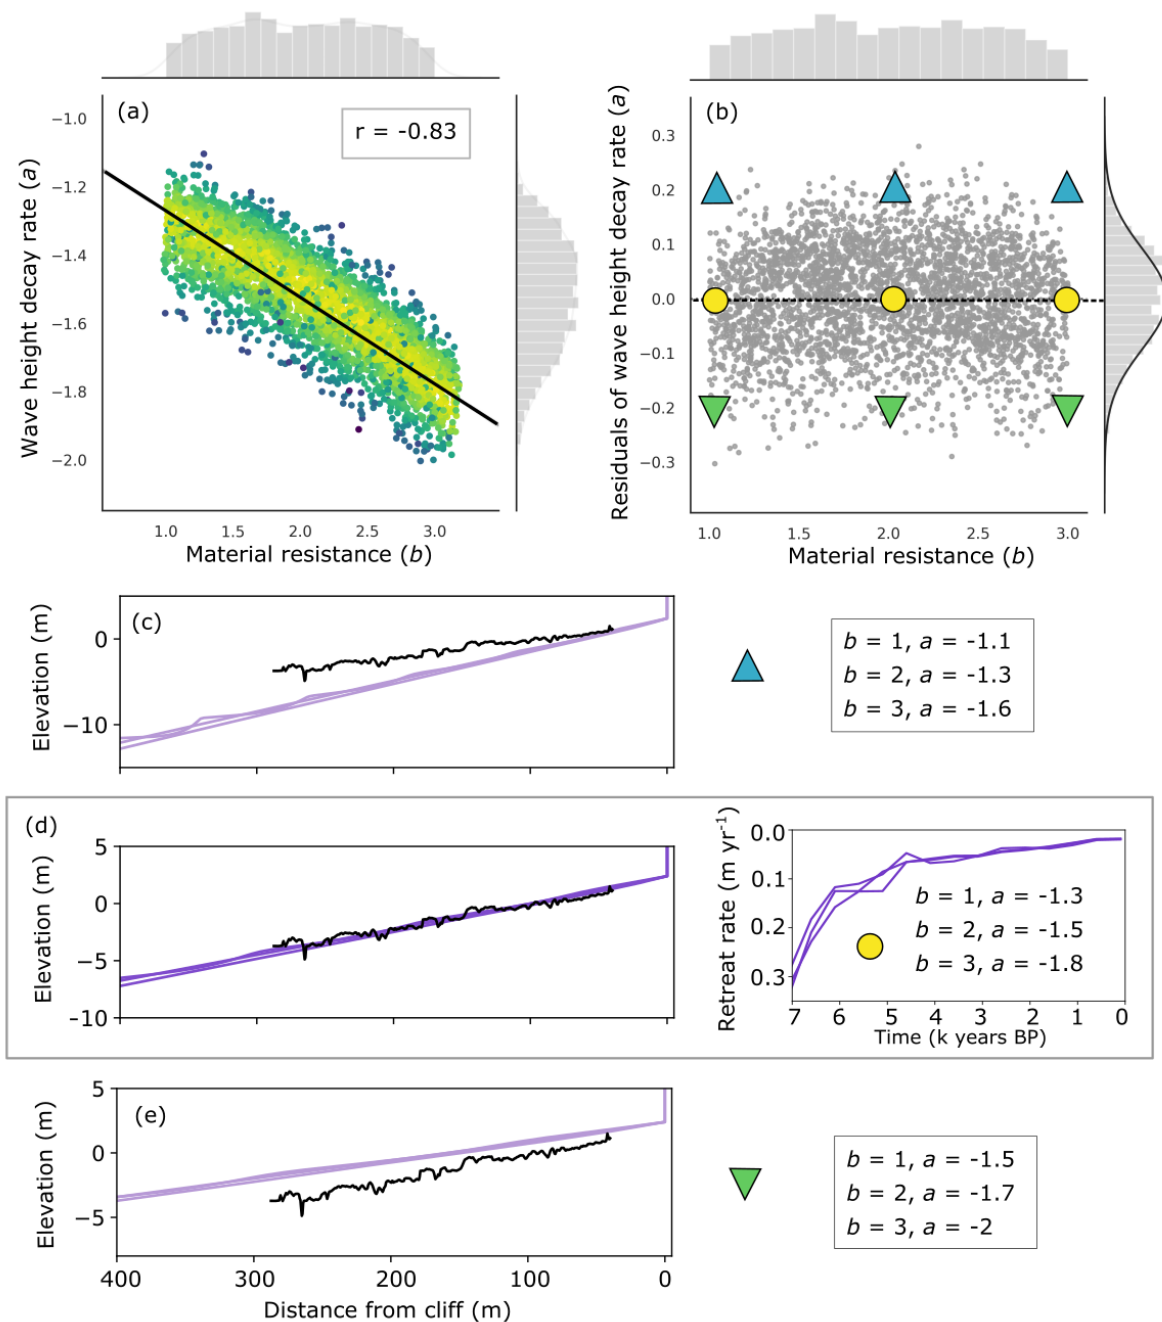 (a)
r = -0.83
Wave height decay rate (a)
−1.0
−1.2
−1.4
−1.6
−1.8
−2.0
1.0 1.5 2.0 2.5 3.0
Material resistance (b)
(b)
Residuals of wave height decay rate (a)
0.3
0.2
0.1
0.0
−0.1
−0.2
−0.3
1.0 1.5 2.0 2.5 3.0
Material resistance (b)
(c)
Elevation (m)
0
−10
b = 1, a = -1.1
b = 2, a = -1.3
b = 3, a = -1.6
(d)
Elevation (m)
5
0
−5
-10
Retreat rate (m yr-1)
0.0
0.1
0.2
0.3
b = 1, a = -1.3
b = 2, a = -1.5
b = 3, a = -1.8
7 6 5 4 3 2 1 0
Time (k years BP)
(e)
Elevation (m)
5
0
−5
400 300 200 100 0
Distance from cliff (m)
b = 1, a = -1.5
b = 2, a = -1.7
b = 3, a = -2